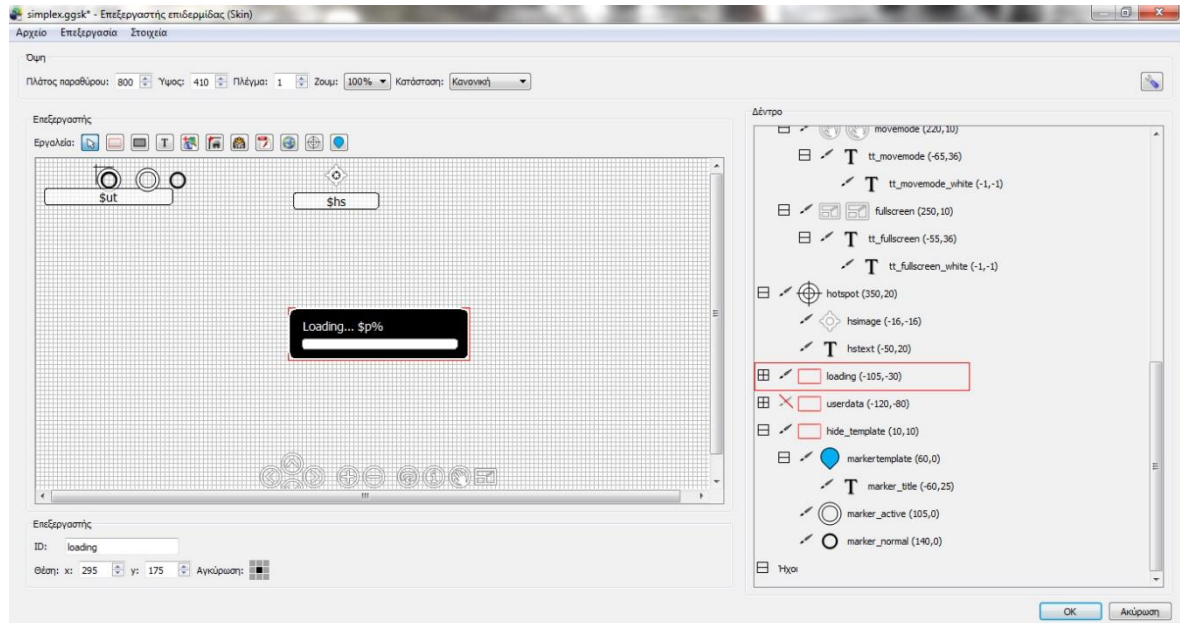 simplex.ggsk* - Επεξεργαστής επιδερμίδας (Skin)
Αρχείο Επεξεργασία Στοιχεία
Όψη
Πλάτος παραθύρου: 800 Ύψος: 410 Πλέγμα: 1 Ζουμ: 100% Κατάσταση: Κανονική
Επεξεργαστής
Εργαλεία: T
$ut
$hs
Loading... $p%
Επεξεργαστής
ID: loading
Θέση: x: 295 y: 175 Αγκύρωση:
Δέντρο
movemode (220,10)
T tt_movemode (-65,36)
T tt_movemode_white (-1,-1)
fullscreen (250,10)
T tt_fullscreen (-55,36)
T tt_fullscreen_white (-1,-1)
hotspot (350,20)
hsimage (-16,-16)
T hstext (-50,20)
loading (-105,-30)
userdata (-120,-80)
hide_template (10,10)
markertemplate (60,0)
T marker_title (-60,25)
marker_active (105,0)
marker_normal (140,0)
Ήχοι
OK Ακύρωση